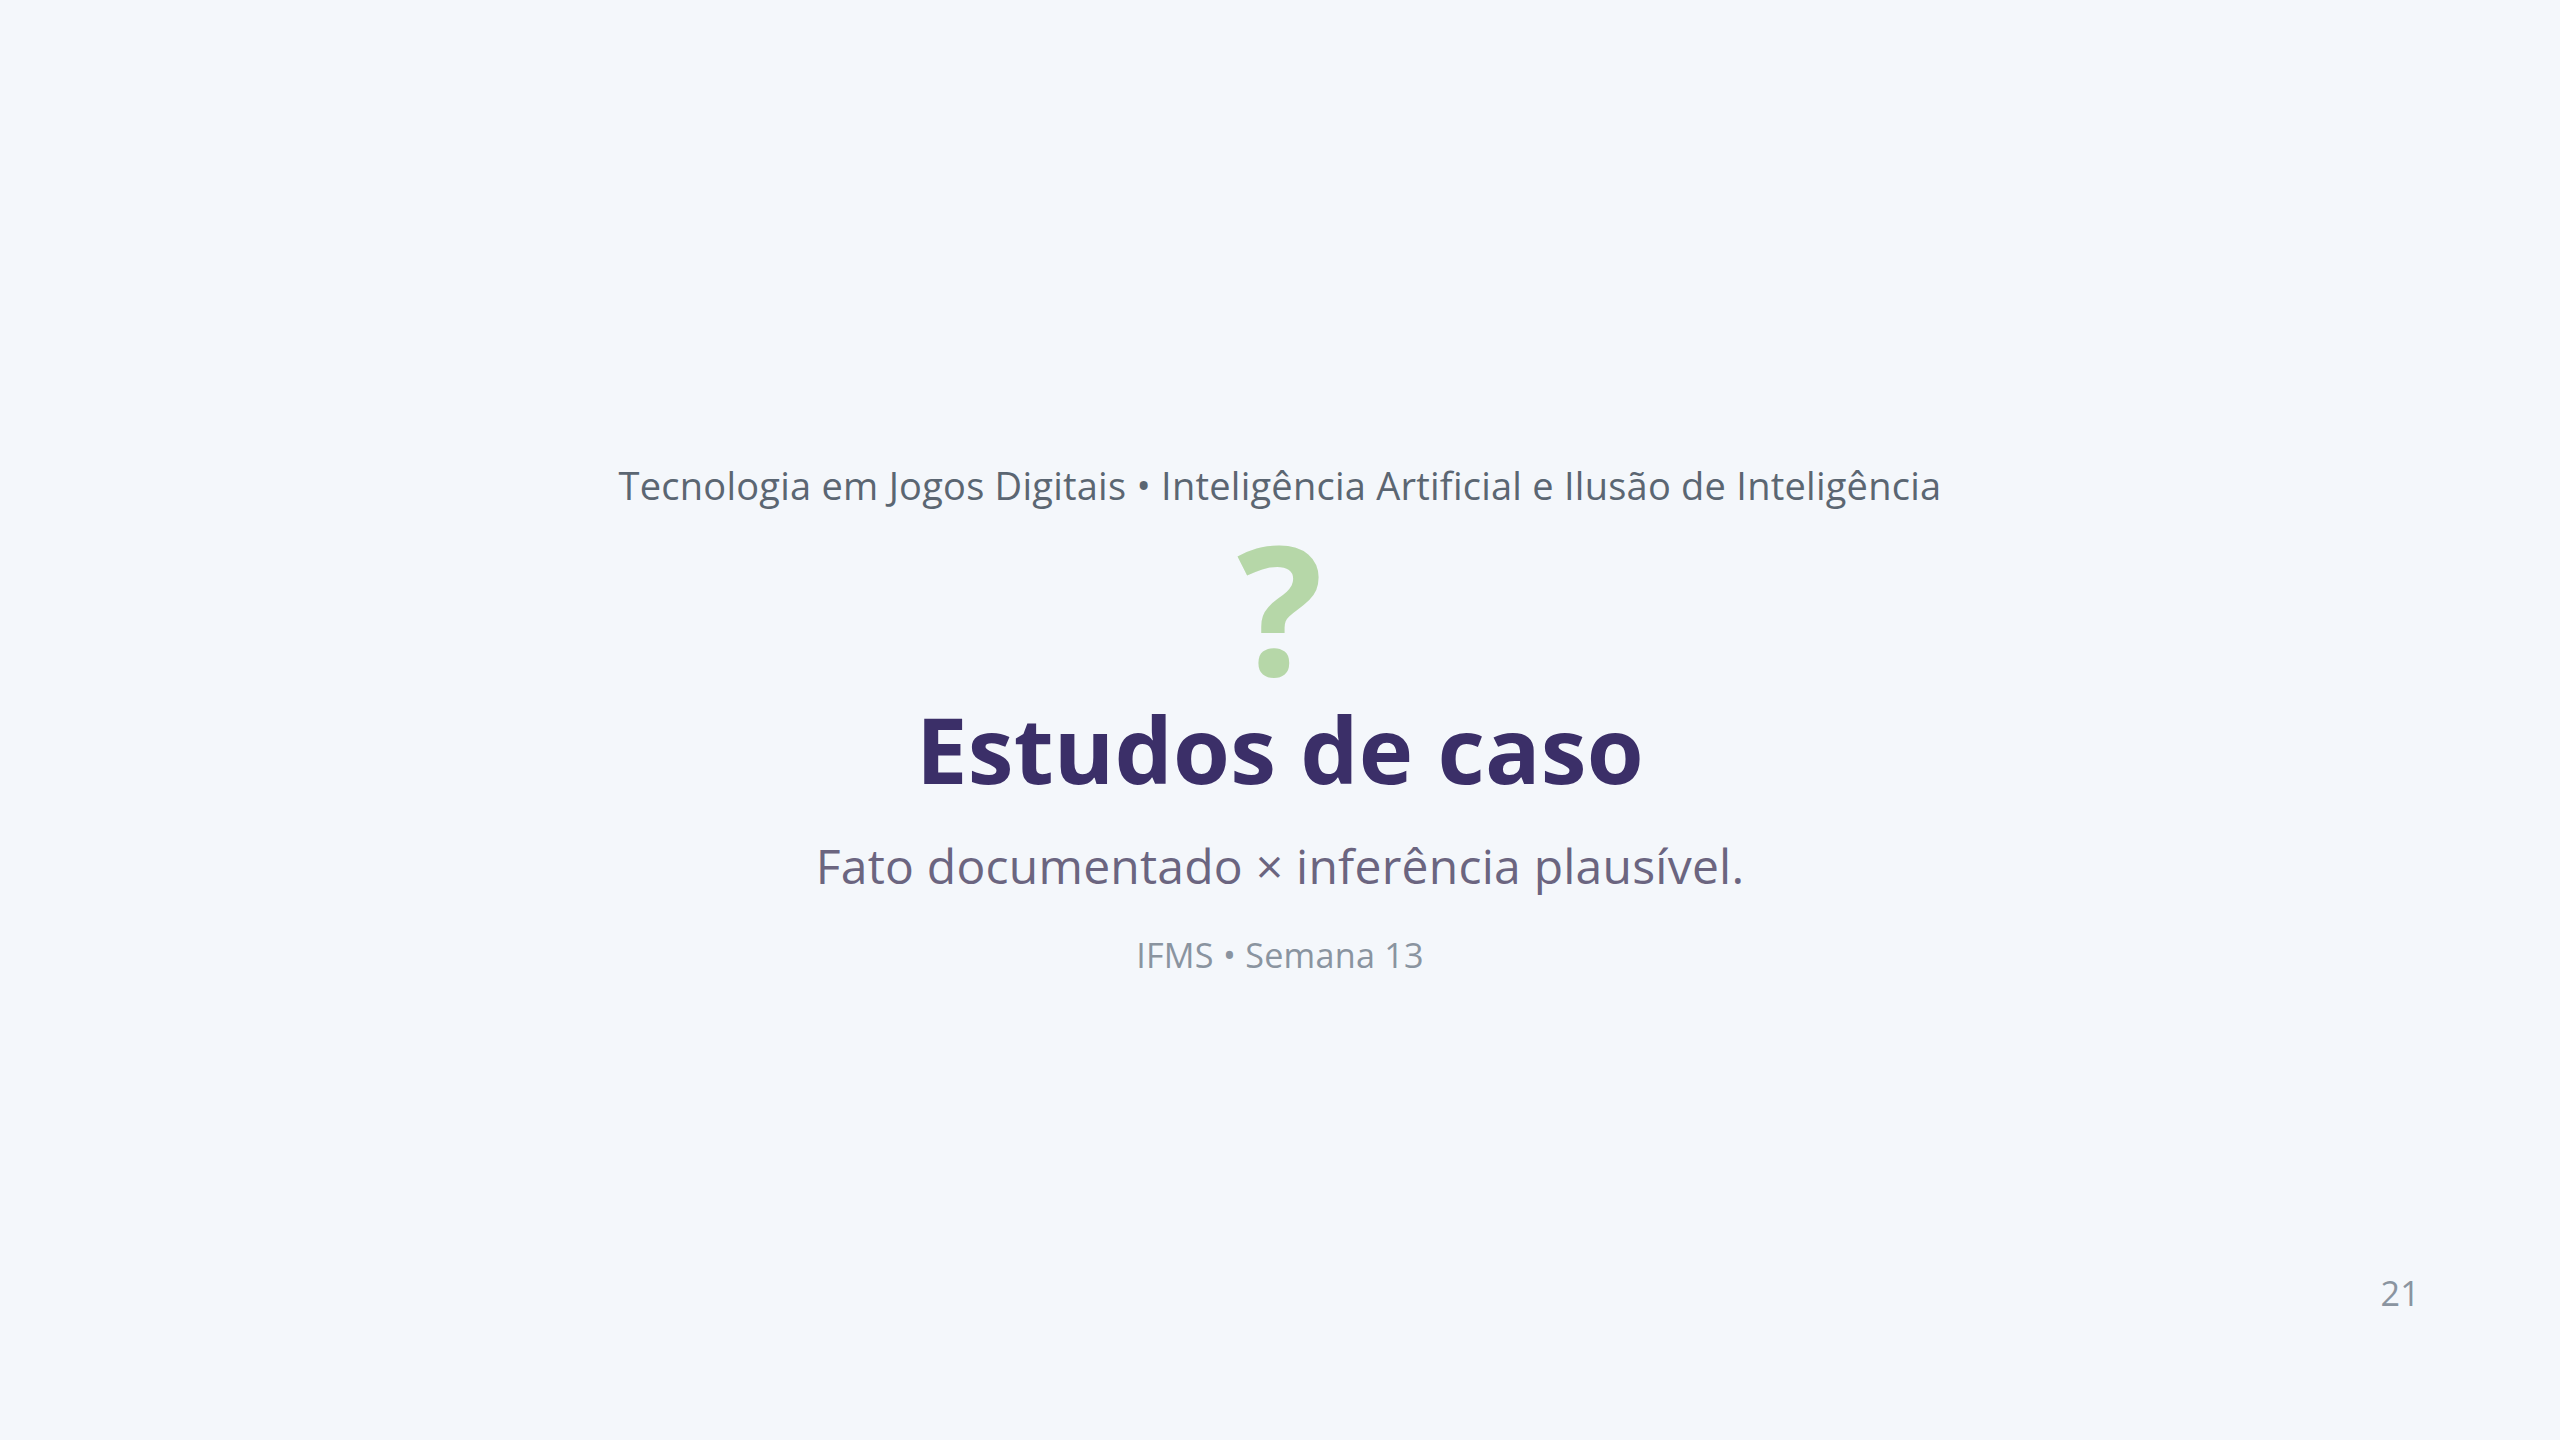 Tecnologia em Jogos Digitais • Inteligência Artificial e Ilusão de Inteligência
?
Estudos de caso
Fato documentado × inferência plausível.
IFMS • Semana 13
21